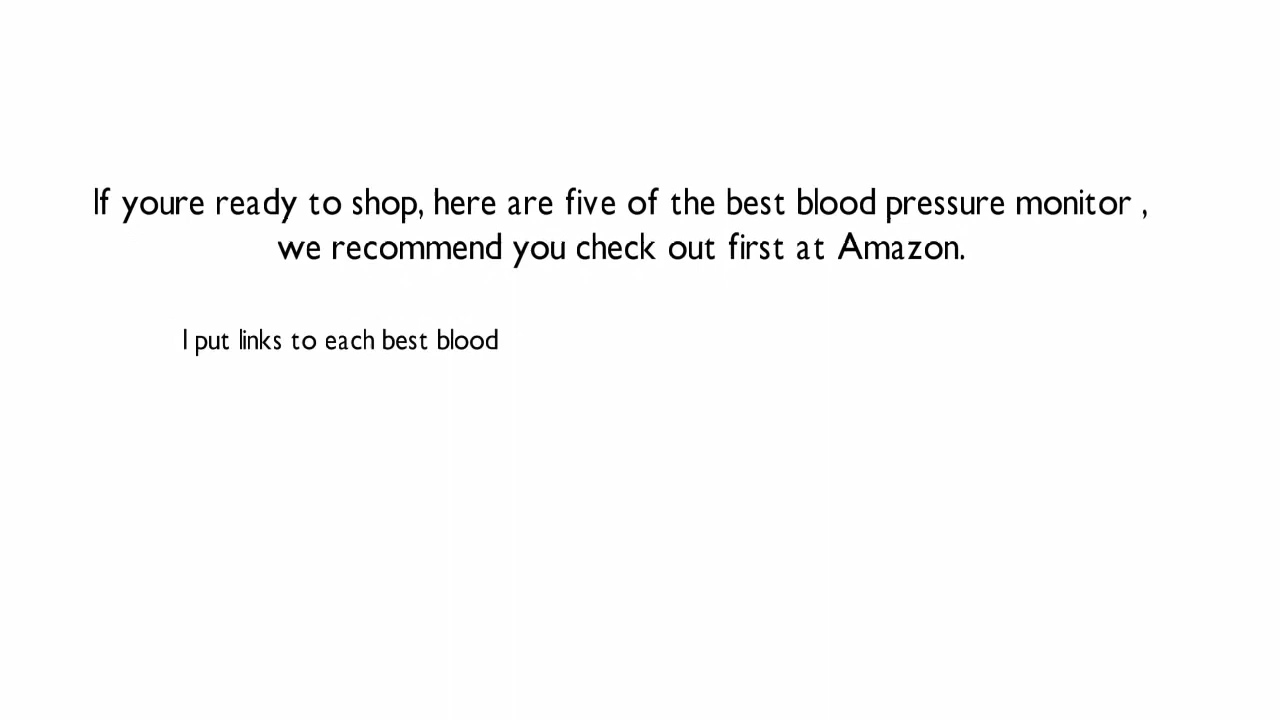 If youre ready to shop, here are five of the best blood pressure monitor ,
we recommend you check out first at Amazon.
I put links to each best blood